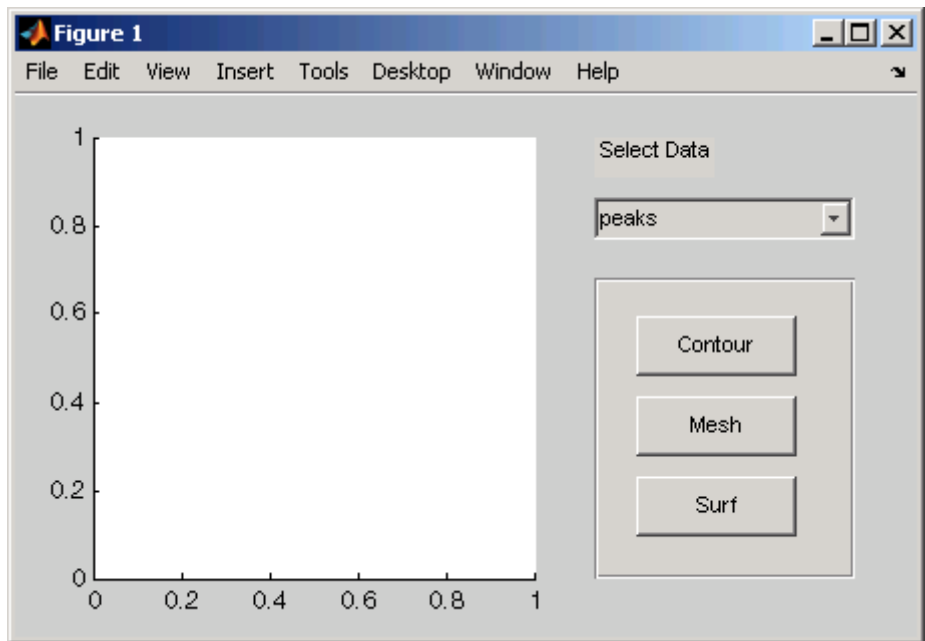 Figure 1
File Edit View Insert Tools Desktop Window Help
Select Data
peaks
Contour
Mesh
Surf
1
0.8
0.6
0.4
0.2
0
0 0.2 0.4 0.6 0.8 1